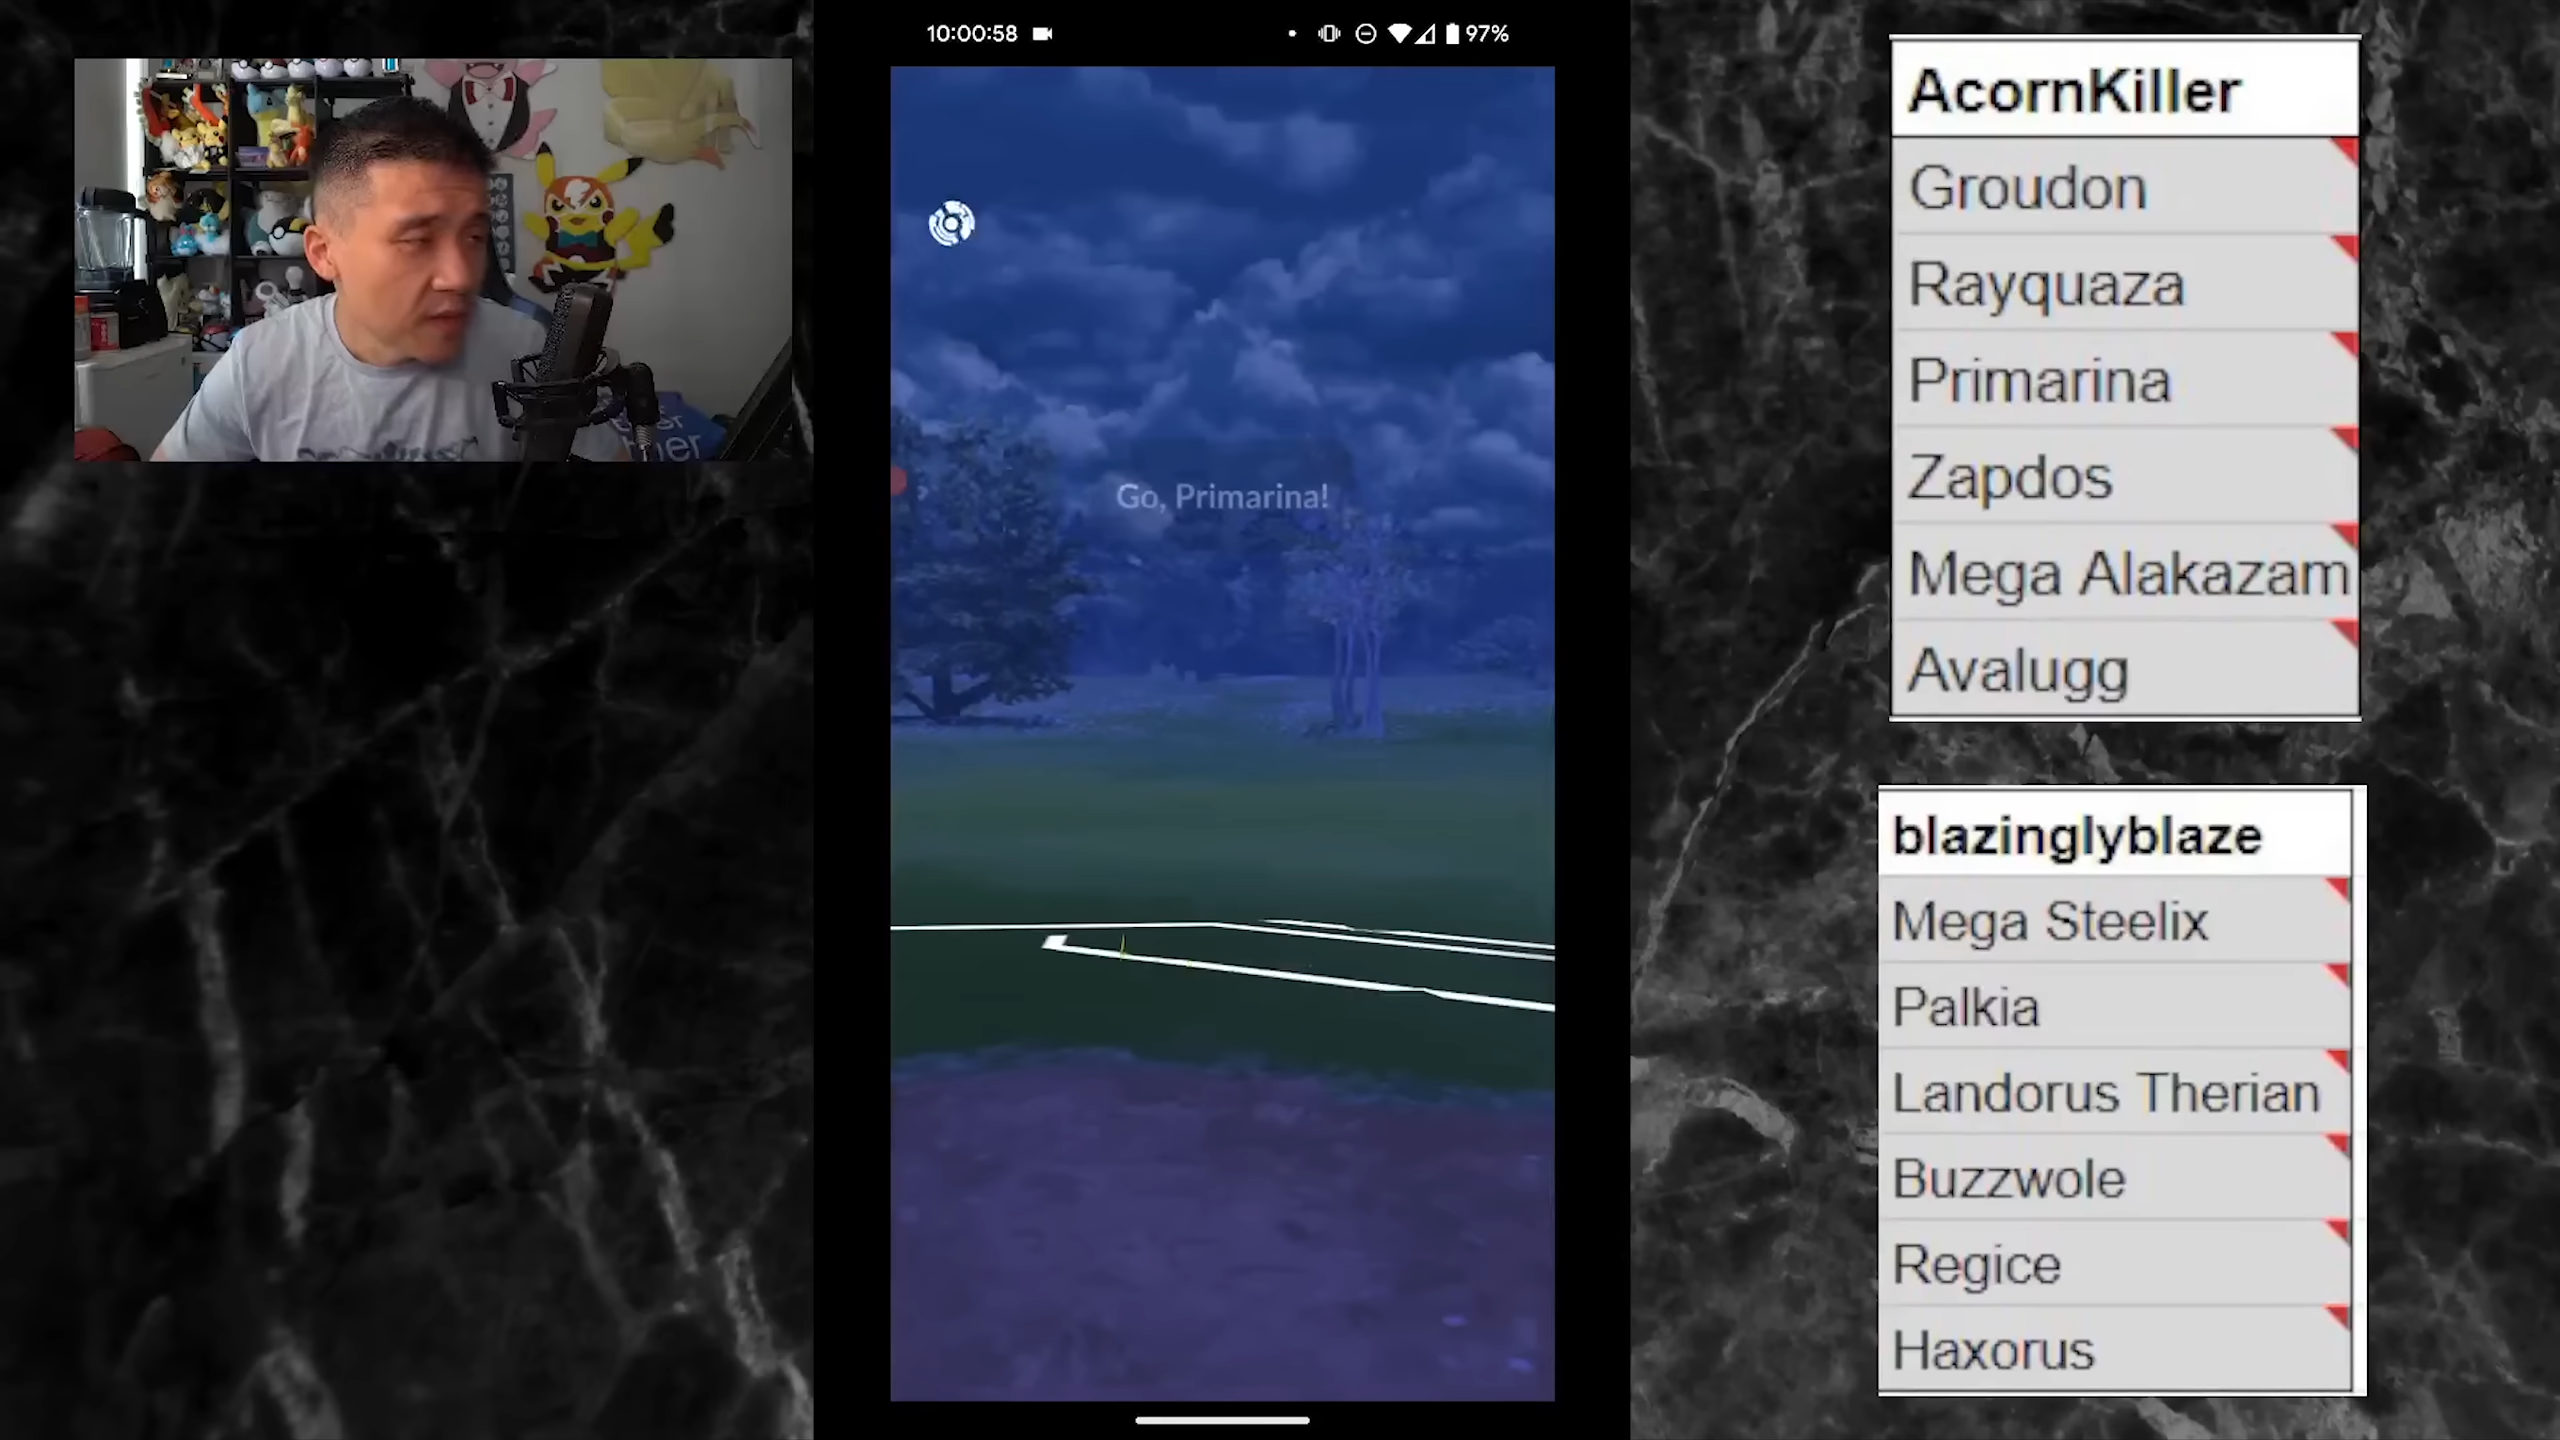 10:00:58
97%
Go, Primarina!
AcornKiller
Groudon
Rayquaza
Primarina
Zapdos
Mega Alakazam
Avalugg
blazinglyblaze
Mega Steelix
Palkia
Landorus Therian
Buzzwole
Regice
Haxorus